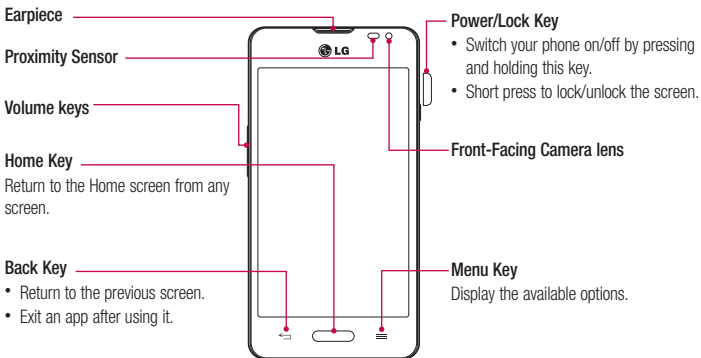 Earpiece
Proximity Sensor
Volume keys
Home Key
Return to the Home screen from any
screen.
Back Key
• Return to the previous screen.
• Exit an app after using it.
LG
Power/Lock Key
• Switch your phone on/off by pressing
and holding this key.
• Short press to lock/unlock the screen.
Front-Facing Camera lens
Menu Key
Display the available options.